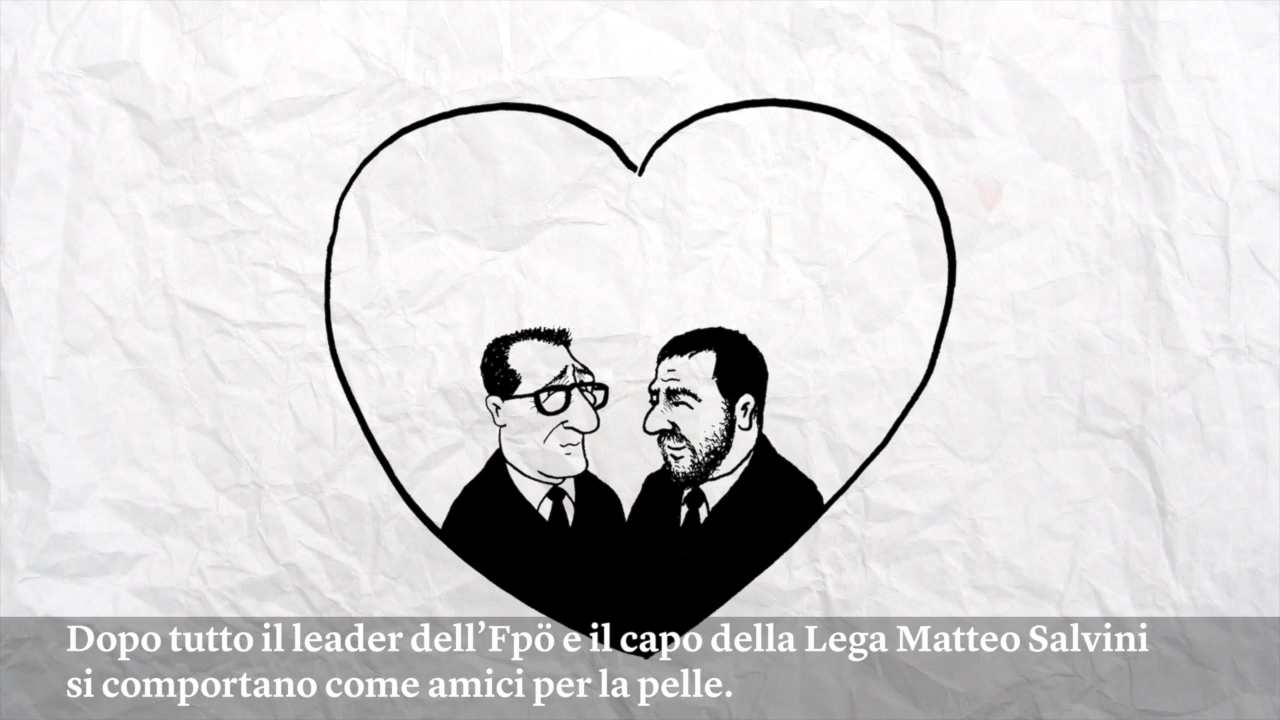 Dopo tutto il leader dell’Fpö e il capo della Lega Matteo Salvini
si comportano come amici per la pelle.